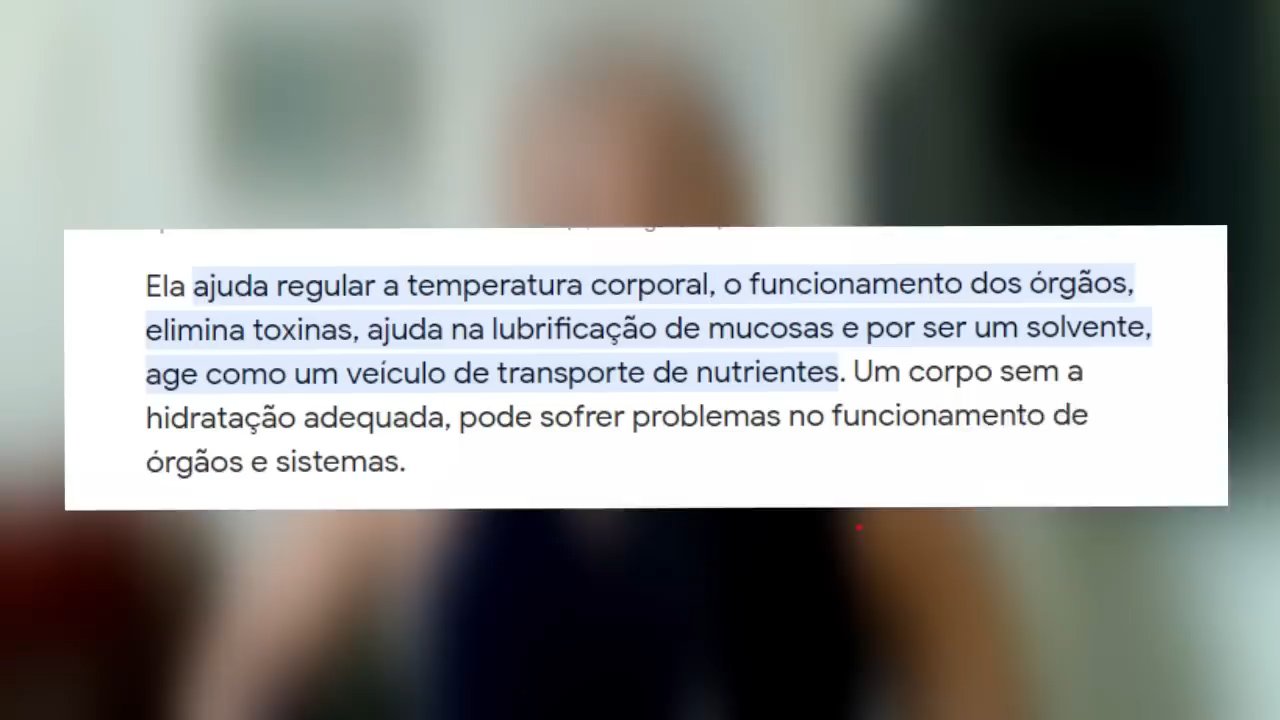 Ela ajuda regular a temperatura corporal, o funcionamento dos órgãos,
elimina toxinas, ajuda na lubrificação de mucosas e por ser um solvente,
age como um veículo de transporte de nutrientes. Um corpo sem a
hidratação adequada, pode sofrer problemas no funcionamento de
órgãos e sistemas.